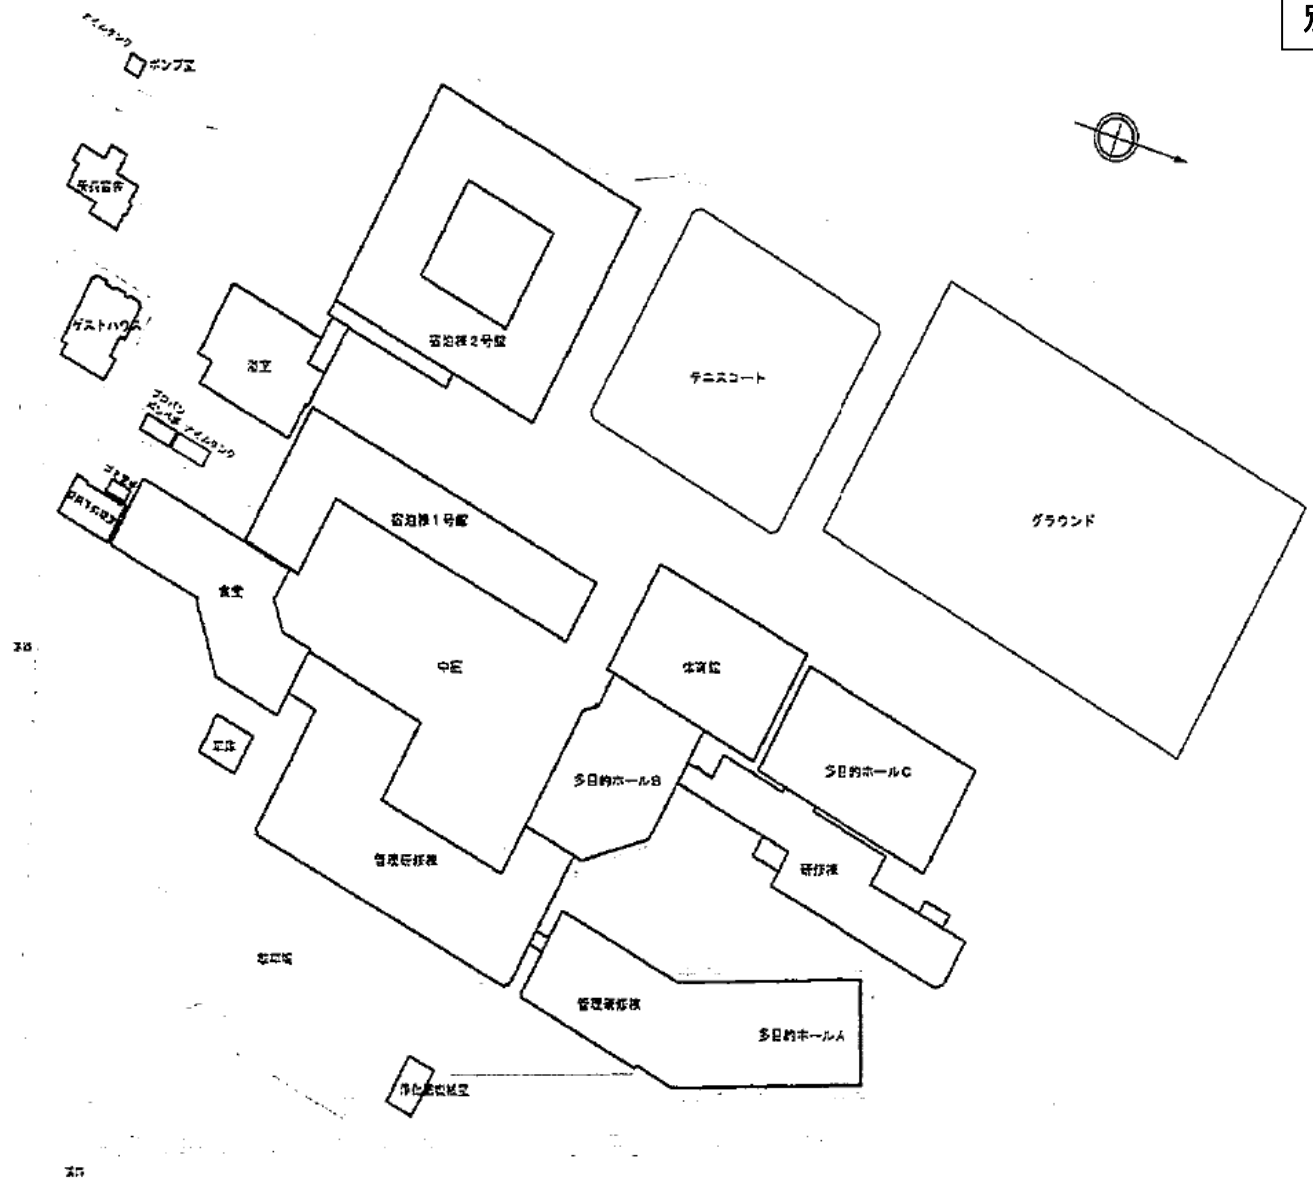 ポンプ室
ゲストハウス
浴室
宿泊棟2号館
テニスコート
グラウンド
プロパン
宿泊棟1号館
食堂
中庭
体育館
車庫
多目的ホールB
多目的ホールC
管理研修棟
研修棟
駐車場
管理研修棟
多目的ホールA